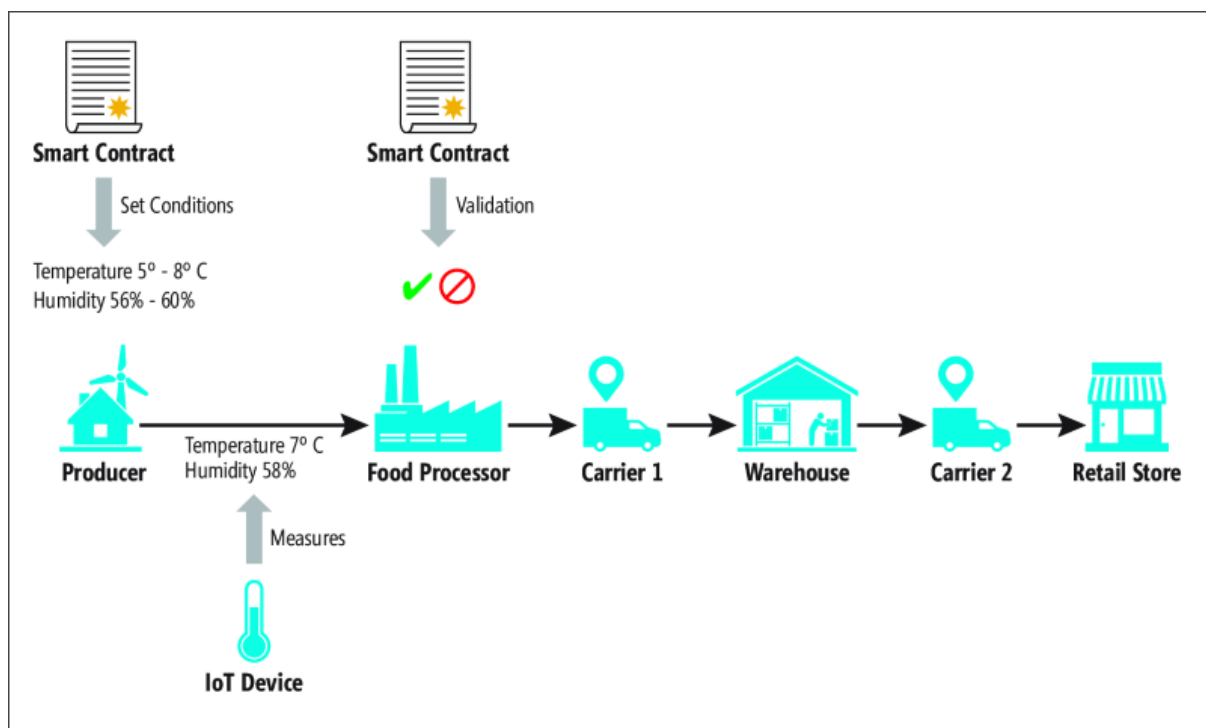 Smart Contract
Smart Contract
Set Conditions
Validation
Temperature 5º - 8º C
Humidity 56% - 60%
Temperature 7º C
Humidity 58%
Producer
Food Processor
Carrier 1
Warehouse
Carrier 2
Retail Store
Measures
IoT Device